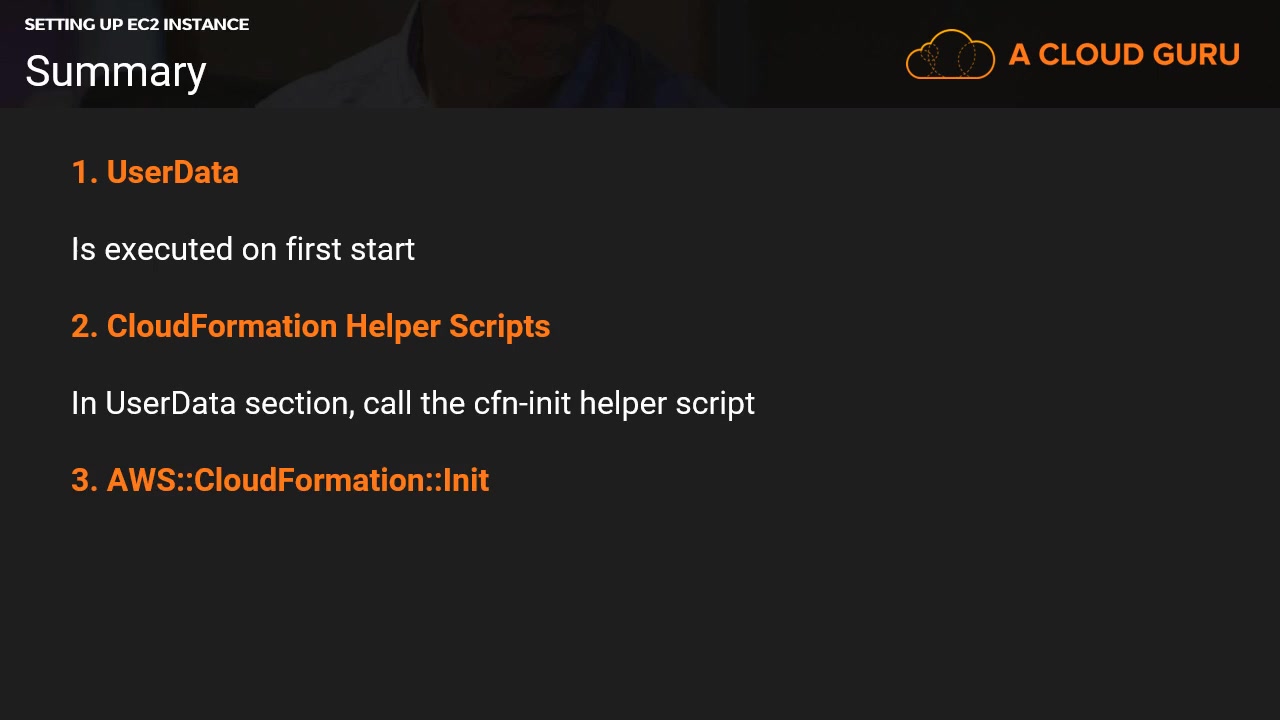 SETTING UP EC2 INSTANCE
Summary
A CLOUD GURU
1. UserData
Is executed on first start
2. CloudFormation Helper Scripts
In UserData section, call the cfn-init helper script
3. AWS::CloudFormation::Init